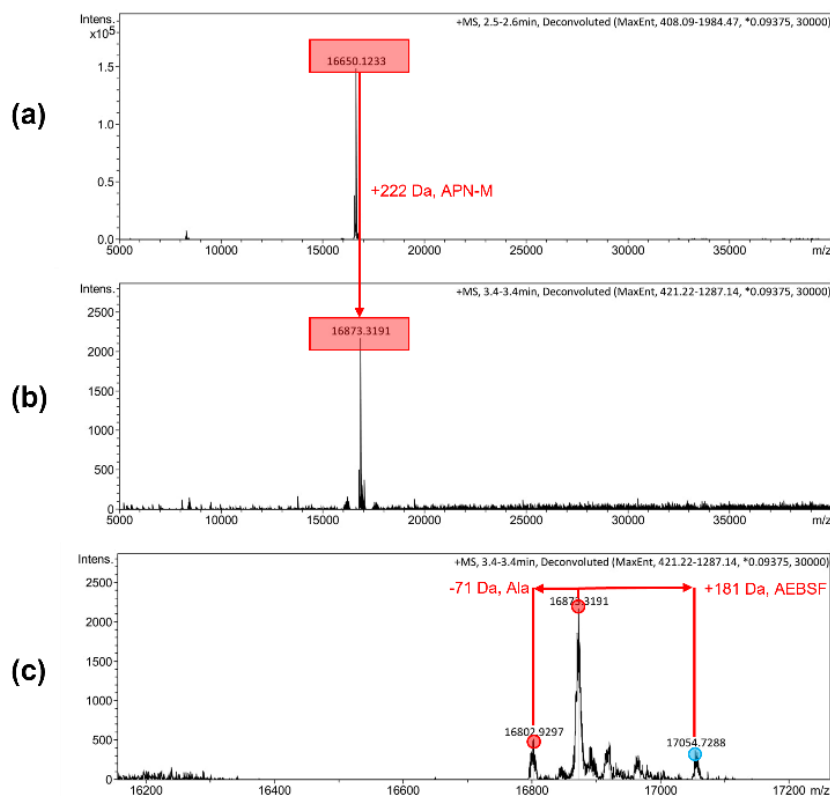 +MS, 2.5-2.6min, Deconvoluted (MaxEnt, 408.09-1984.47, *0.09375, 30000)
Intens.
x10⁵
16650.1233
1.5
(a)
1.0
+222 Da, APN-M
0.5
0.0
5000 10000 15000 20000 25000 30000 35000 m/z
+MS, 3.4-3.4min, Deconvoluted (MaxEnt, 421.22-1287.14, *0.09375, 30000)
Intens.
2500
16873.3191
2000
(b)
1500
1000
500
0
5000 10000 15000 20000 25000 30000 35000 m/z
+MS, 3.4-3.4min, Deconvoluted (MaxEnt, 421.22-1287.14, *0.09375, 30000)
Intens.
2500
-71 Da, Ala
+181 Da, AEBSF
16873.3191
2000
(c)
1500
1000
16802.9297
17054.7288
500
0
16200 16400 16600 16800 17000 17200 m/z